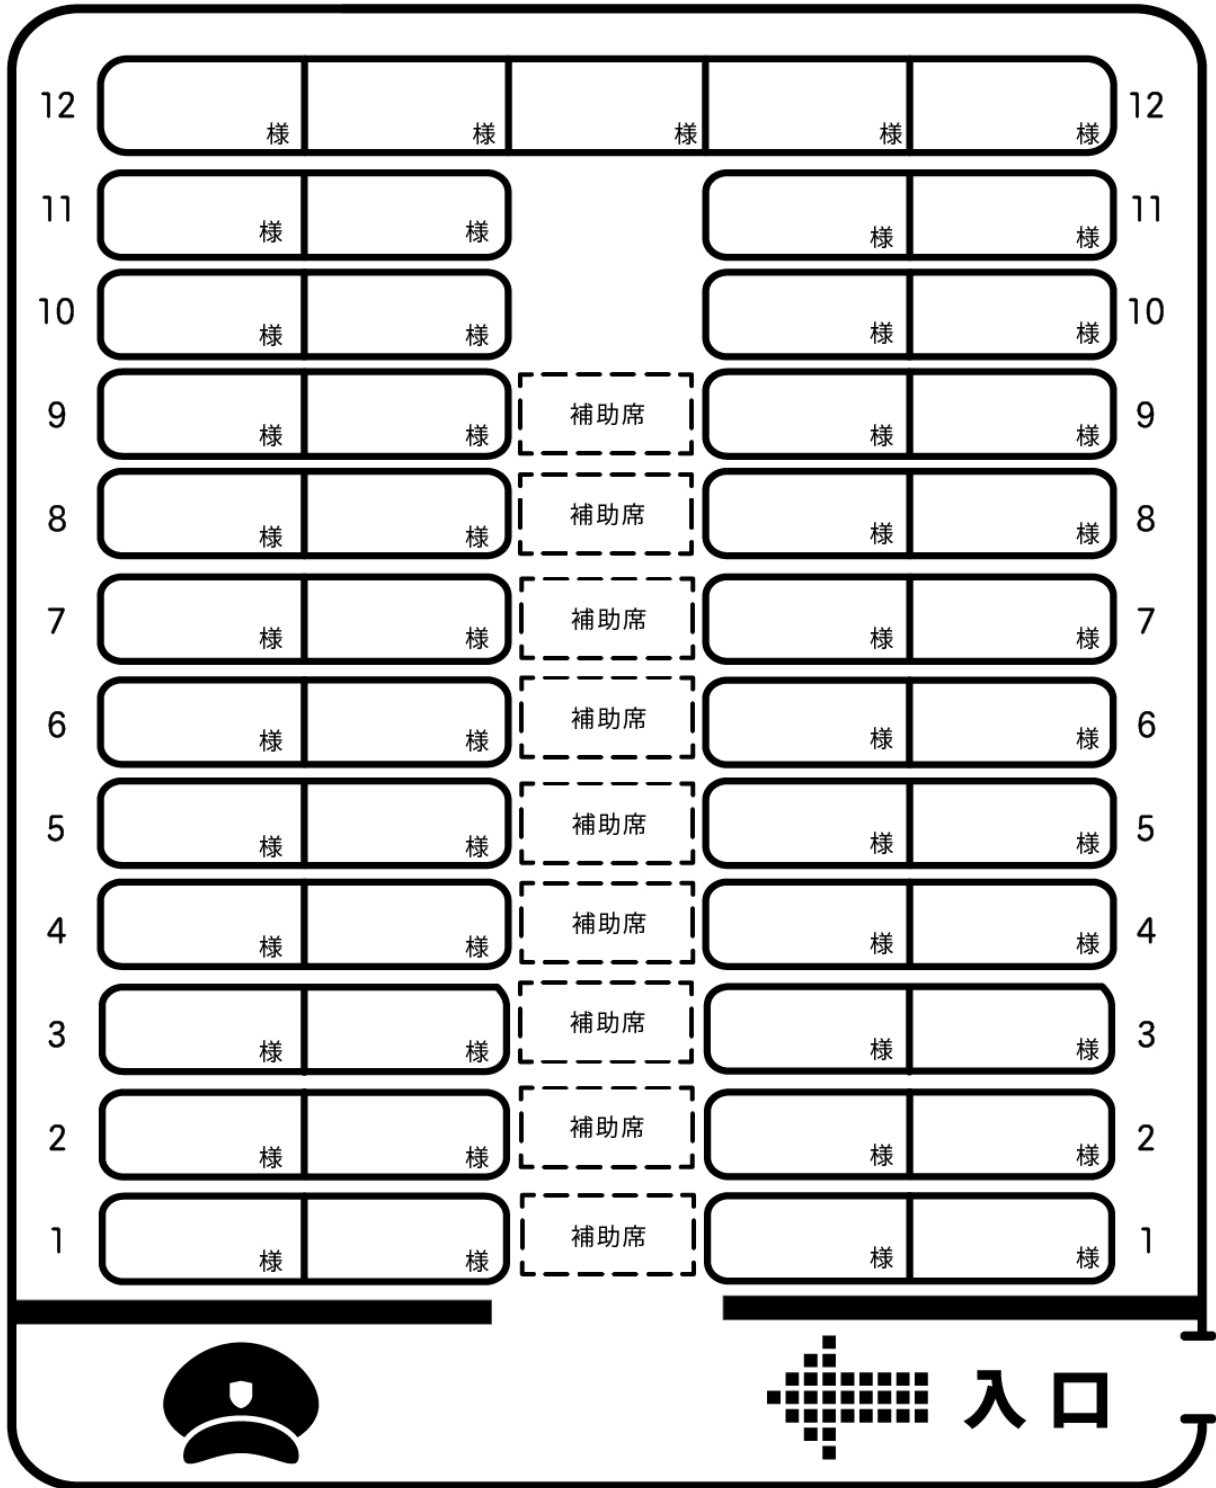 12 様 様 様 様 様 12
11 様 様 様 様 11
10 様 様 様 様 10
9 様 様 補助席 様 様 9
8 様 様 補助席 様 様 8
7 様 様 補助席 様 様 7
6 様 様 補助席 様 様 6
5 様 様 補助席 様 様 5
4 様 様 補助席 様 様 4
3 様 様 補助席 様 様 3
2 様 様 補助席 様 様 2
1 様 様 補助席 様 様 1
入口